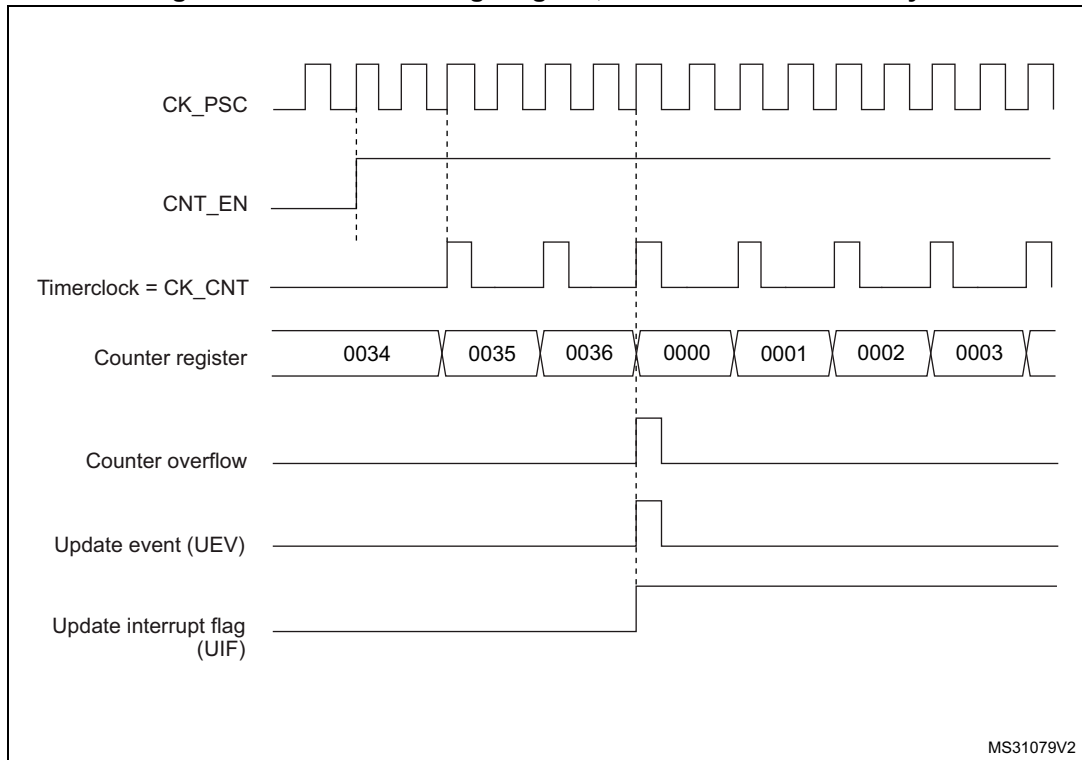 CK_PSC
CNT_EN
Timerclock = CK_CNT
Counter register
0034 0035 0036 0000 0001 0002 0003
Counter overflow
Update event (UEV)
Update interrupt flag
(UIF)
MS31079V2